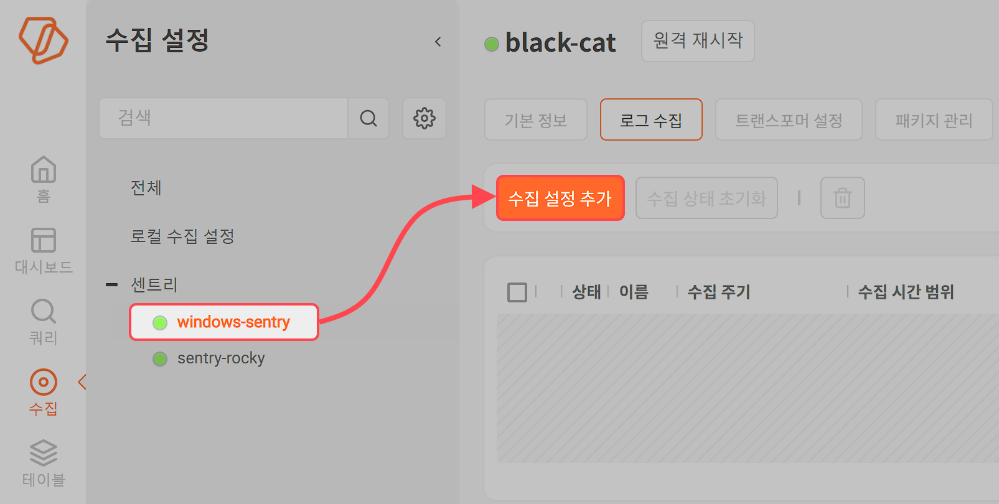 홈
대시보드
쿼리
수집
테이블
수집 설정
검색
전체
로컬 수집 설정
센트리
windows-sentry
sentry-rocky
black-cat
원격 재시작
기본 정보
로그 수집
트랜스포머 설정
패키지 관리
수집 설정 추가
수집 상태 초기화
상태
이름
수집 주기
수집 시간 범위